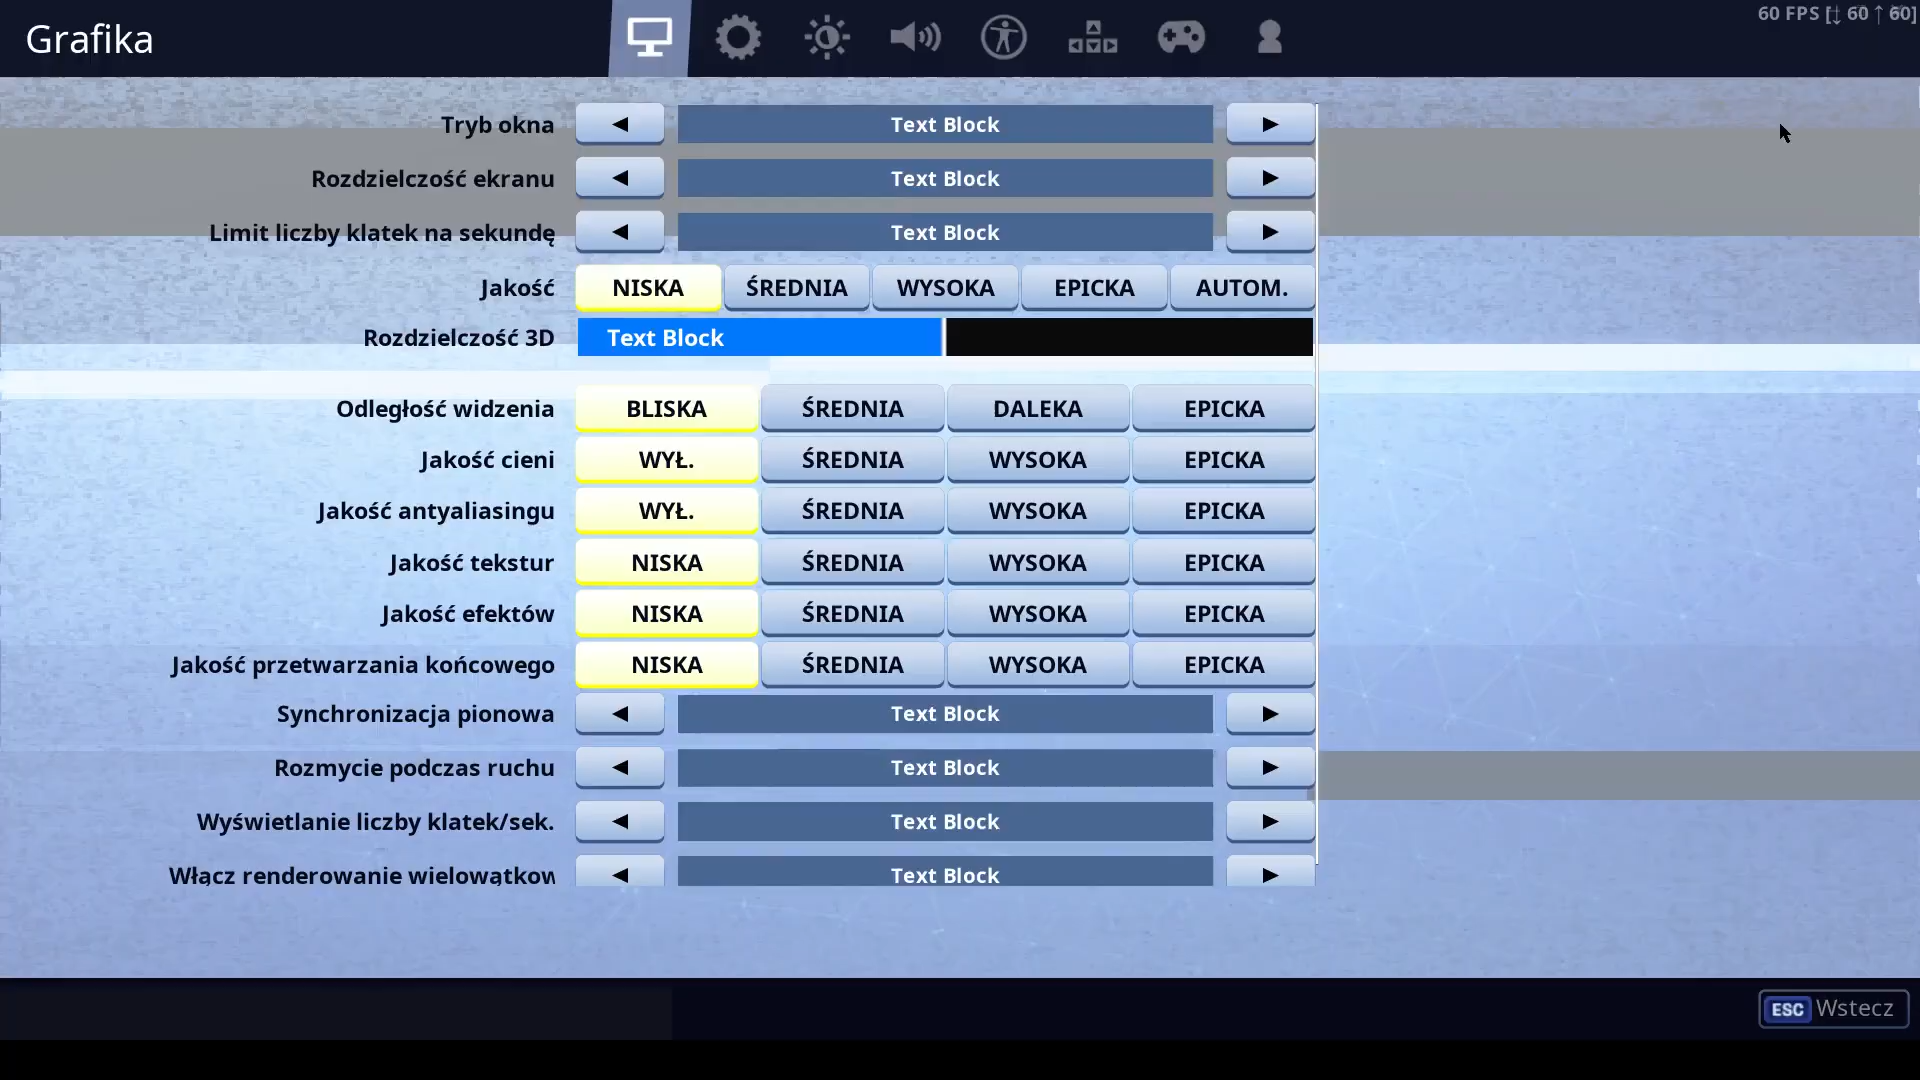 Grafika
60 FPS [↓ 60 ↑ 60]
Tryb okna ◀ Text Block ▶
Rozdzielczość ekranu ◀ Text Block ▶
Limit liczby klatek na sekundę ◀ Text Block ▶
Jakość NISKA ŚREDNIA WYSOKA EPICKA AUTOM.
Rozdzielczość 3D Text Block
Odległość widzenia BLISKA ŚREDNIA DALEKA EPICKA
Jakość cieni WYŁ. ŚREDNIA WYSOKA EPICKA
Jakość antyaliasingu WYŁ. ŚREDNIA WYSOKA EPICKA
Jakość tekstur NISKA ŚREDNIA WYSOKA EPICKA
Jakość efektów NISKA ŚREDNIA WYSOKA EPICKA
Jakość przetwarzania końcowego NISKA ŚREDNIA WYSOKA EPICKA
Synchronizacja pionowa ◀ Text Block ▶
Rozmycie podczas ruchu ◀ Text Block ▶
Wyświetlanie liczby klatek/sek. ◀ Text Block ▶
Włącz renderowanie wielowątkow ◀ Text Block ▶
ESC Wstecz